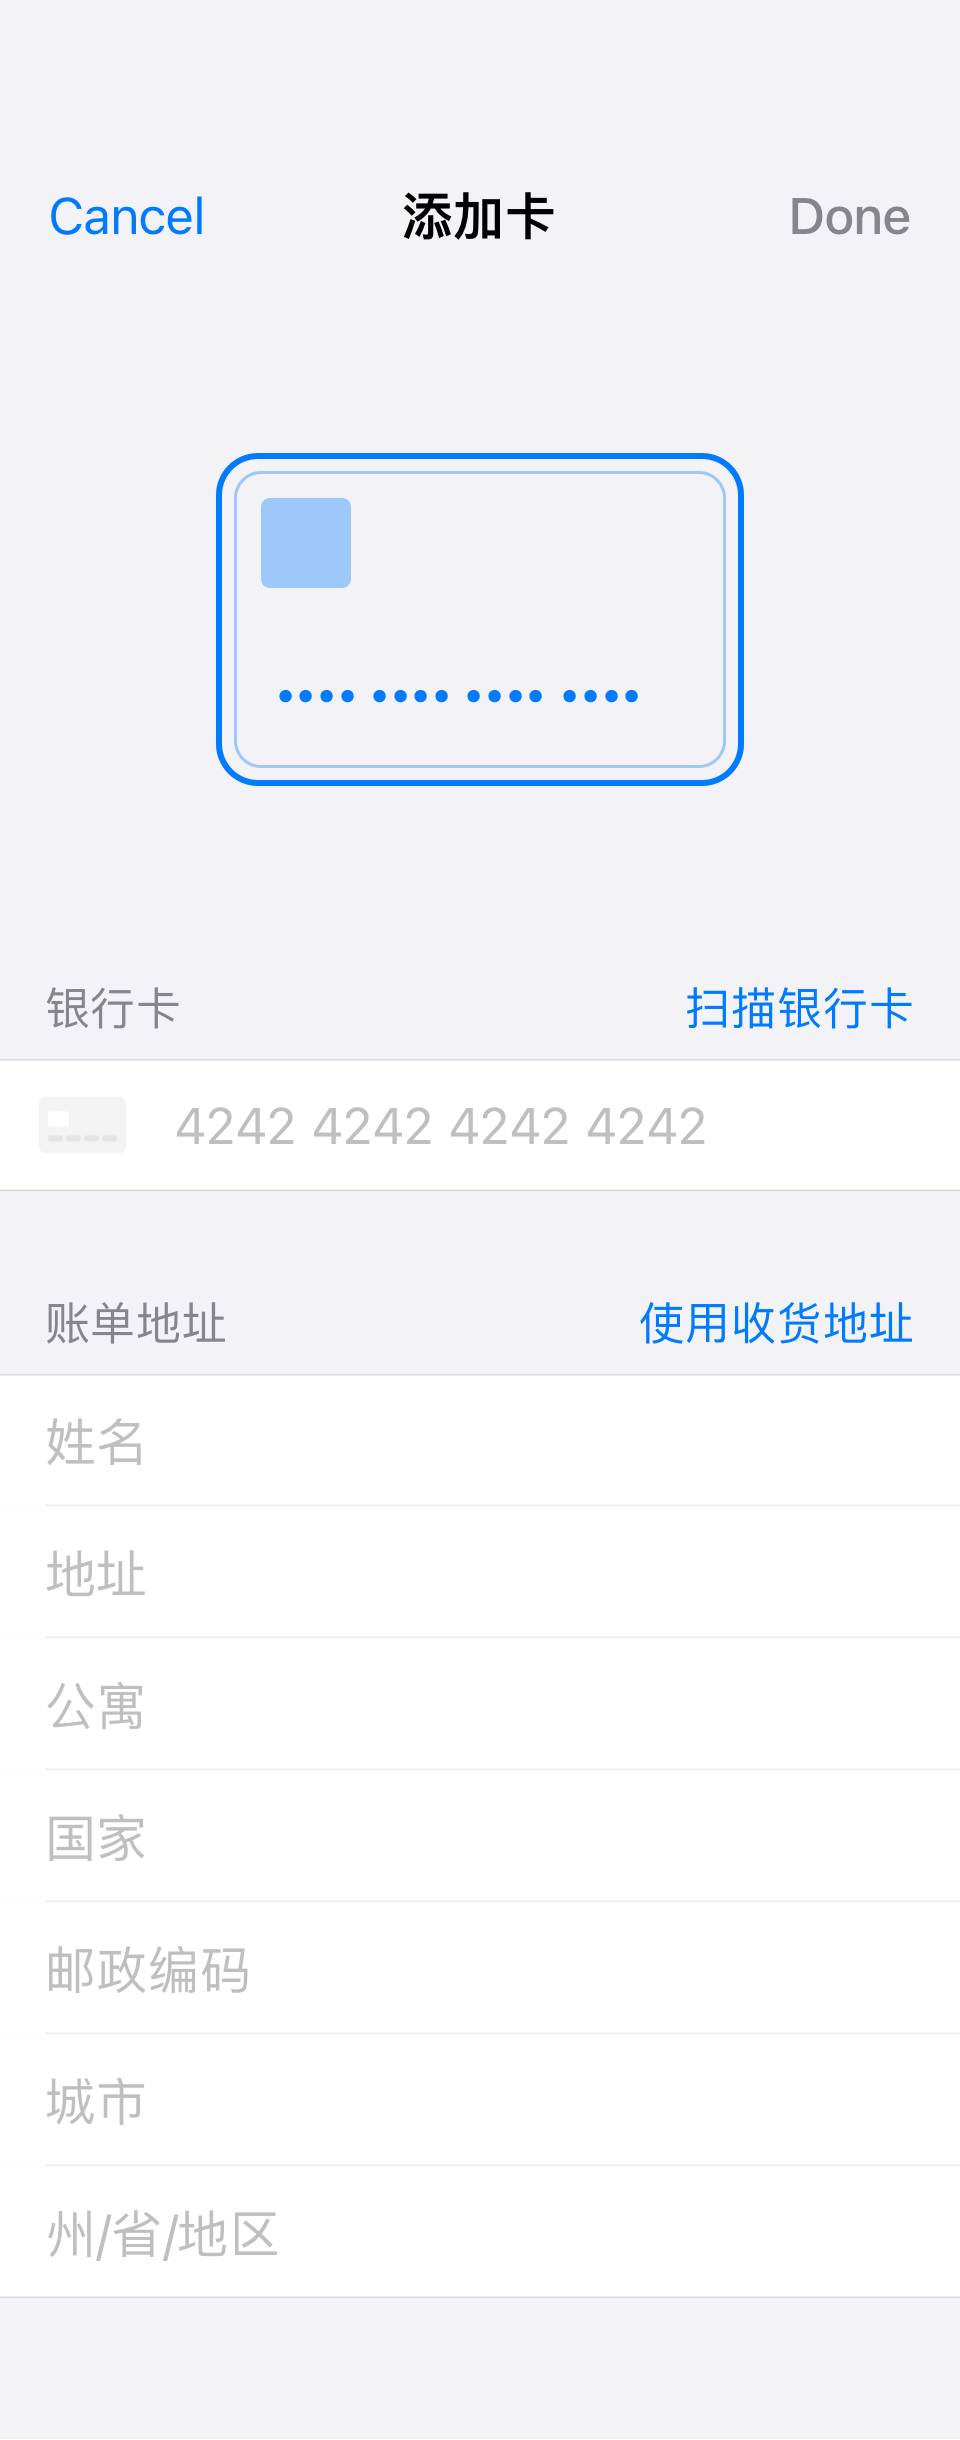 Cancel 添加卡 Done
银行卡 扫描银行卡
4242 4242 4242 4242
账单地址 使用收货地址
姓名
地址
公寓
国家
邮政编码
城市
州/省/地区